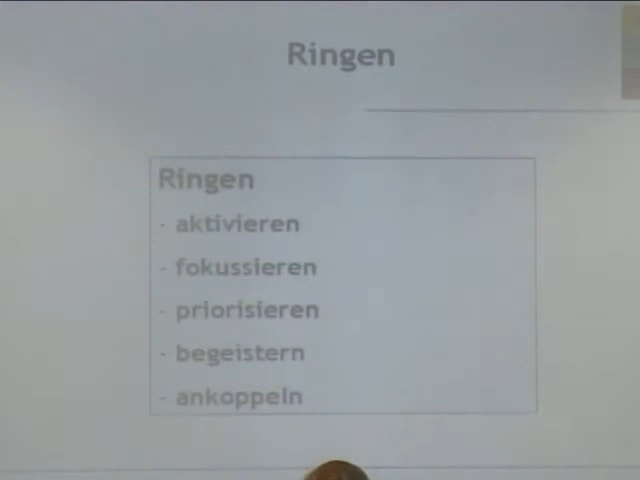 Ringen
Ringen
- aktivieren
- fokussieren
- priorisieren
- begeistern
- ankoppeln